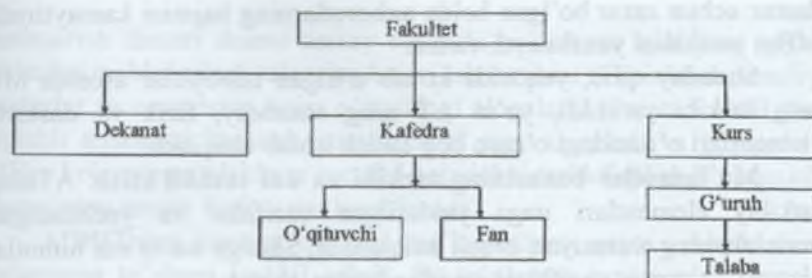 Fakultet
Dekanat
Kafedra
Kurs
O‘qituvchi
Fan
G‘uruh
Talaba